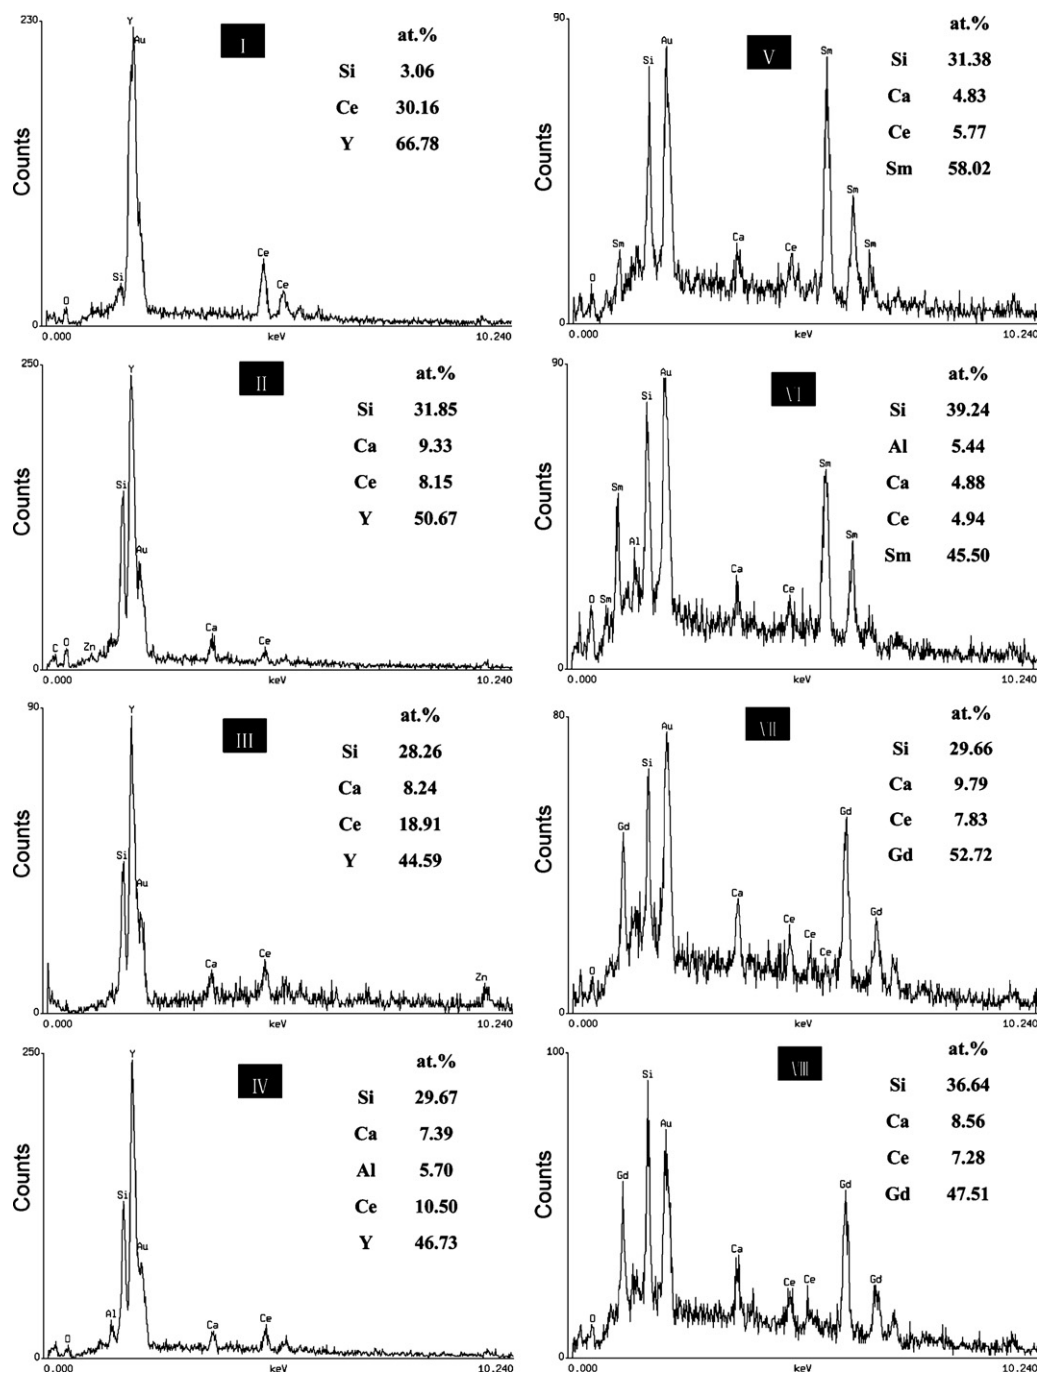 230
Counts
0
0.000
keV
10.240
Y
Au
Si
O
Ce
Ce
I
at.%
Si 3.06
Ce 30.16
Y 66.78
90
Counts
0
0.000
keV
10.240
O
Sm
Si
Au
Ca
Ce
Sm
Sm
Sm
V
at.%
Si 31.38
Ca 4.83
Ce 5.77
Sm 58.02
250
Counts
0
0.000
keV
10.240
C
O
Zn
Si
Y
Au
Ca
Ce
II
at.%
Si 31.85
Ca 9.33
Ce 8.15
Y 50.67
90
Counts
0
0.000
keV
10.240
O
Sm
Sm
Al
Si
Au
Ca
Ce
Sm
Sm
VI
at.%
Si 39.24
Al 5.44
Ca 4.88
Ce 4.94
Sm 45.50
90
Counts
0
0.000
keV
10.240
Si
Y
Au
Ca
Ce
Zn
III
at.%
Si 28.26
Ca 8.24
Ce 18.91
Y 44.59
80
Counts
0
0.000
keV
10.240
O
Gd
Si
Au
Ca
Ce
Ce
Ce
Gd
Gd
VII
at.%
Si 29.66
Ca 9.79
Ce 7.83
Gd 52.72
250
Counts
0
0.000
keV
10.240
O
Al
Si
Y
Au
Ca
Ce
IV
at.%
Si 29.67
Ca 7.39
Al 5.70
Ce 10.50
Y 46.73
100
Counts
0
0.000
keV
10.240
O
Gd
Si
Au
Ca
Ce
Ce
Gd
Gd
VIII
at.%
Si 36.64
Ca 8.56
Ce 7.28
Gd 47.51